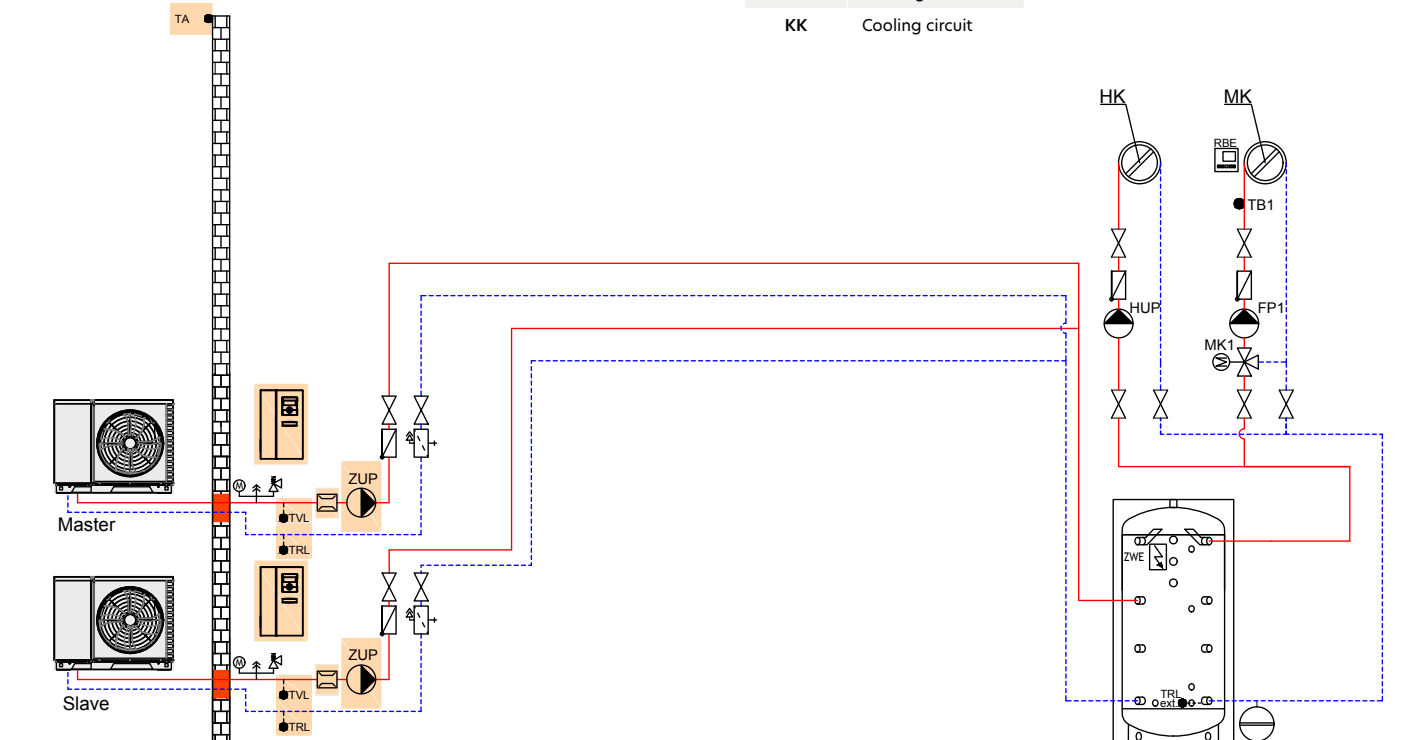 TA
KK Cooling circuit
HK
MK
RBE
TB1
HUP
FP1
MK1
M
ZUP
M
TVL
Master
TRL
ZWE
ZUP
M
TVL
Slave
TRL
TRL
ext.